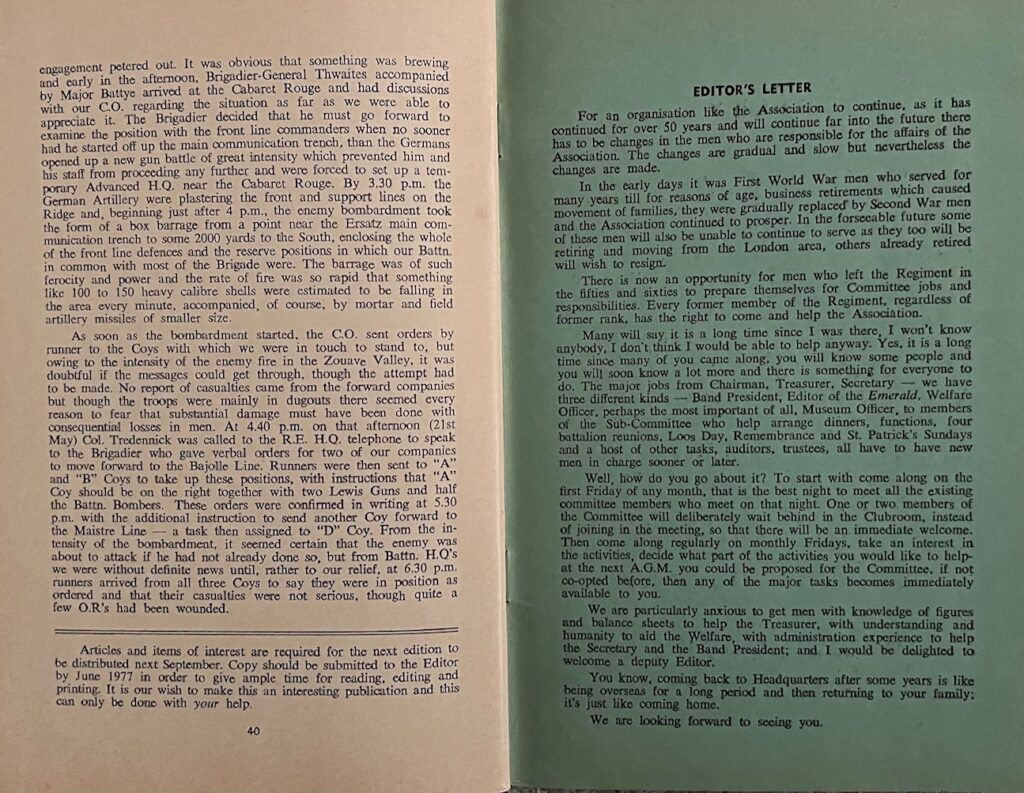 engagement petered out. It was obvious that something was brewing
and early in the afternoon, Brigadier-General Thwaites accompanied
by Major Battye arrived at the Cabaret Rouge and had discussions
with our C.O. regarding the situation as far as we were able to
appreciate it. The Brigadier decided that he must go forward to
examine the position with the front line commanders when no sooner
had he started off up the main communication trench, than the Germans
opened up a new gun battle of great intensity which prevented him and
his staff from proceeding any further and were forced to set up a tem-
porary Advanced H.Q. near the Cabaret Rouge. By 3.30 p.m. the
German Artillery were plastering the front and support lines on the
Ridge and, beginning just after 4 p.m., the enemy bombardment took
the form of a box barrage from a point near the Ersatz main com-
munication trench to some 2000 yards to the South, enclosing the whole
of the front line defences and the reserve positions in which our Battn.
in common with most of the Brigade were. The barrage was of such
ferocity and power and the rate of fire was so rapid that something
like 100 to 150 heavy calibre shells were estimated to be falling in
the area every minute, accompanied, of course, by mortar and field
artillery missiles of smaller size.
As soon as the bombardment started, the C.O. sent orders by
runner to the Coys with which we were in touch to stand to, but
owing to the intensity of the enemy fire in the Zouave Valley, it was
doubtful if the messages could get through, though the attempt had
to be made. No report of casualties came from the forward companies
but though the troops were mainly in dugouts there seemed every
reason to fear that substantial damage must have been done with
consequential losses in men. At 4.40 p.m. on that afternoon (21st
May) Col. Tredennick was called to the R.E. H.Q. telephone to speak
to the Brigadier who gave verbal orders for two of our companies
to move forward to the Bajolle Line. Runners were then sent to "A"
and "B" Coys to take up these positions, with instructions that "A"
Coy should be on the right together with two Lewis Guns and half
the Battn. Bombers. These orders were confirmed in writing at 5.30
p.m. with the additional instruction to send another Coy forward to
the Maistre Line — a task then assigned to "D" Coy. From the in-
tensity of the bombardment, it seemed certain that the enemy was
about to attack if he had not already done so, but from Battn. H.Q's
we were without definite news until, rather to our relief, at 6.30 p.m.
runners arrived from all three Coys to say they were in position as
ordered and that their casualties were not serious, though quite a
few O.R's had been wounded.
Articles and items of interest are required for the next edition to
be distributed next September. Copy should be submitted to the Editor
by June 1977 in order to give ample time for reading, editing and
printing. It is our wish to make this an interesting publication and this
can only be done with your help.
40
EDITOR'S LETTER
For an organisation like the Association to continue, as it has
continued for over 50 years and will continue far into the future there
has to be changes in the men who are responsible for the affairs of the
Association. The changes are gradual and slow but nevertheless the
changes are made.
In the early days it was First World War men who served for
many years till for reasons of age, business retirements which caused
movement of families, they were gradually replaced by Second War men
and the Association continued to prosper. In the forseeable future some
of these men will also be unable to continue to serve as they too will be
retiring and moving from the London area, others already retired
will wish to resign.
There is now an opportunity for men who left the Regiment in
the fifties and sixties to prepare themselves for Committee jobs and
responsibilities. Every former member of the Regiment, regardless of
former rank, has the right to come and help the Association.
Many will say it is a long time since I was there, I won't know
anybody, I don't think I would be able to help anyway. Yes, it is a long
time since many of you came along, you will know some people and
you will soon know a lot more and there is something for everyone to
do. The major jobs from Chairman, Treasurer, Secretary — we have
three different kinds — Band President, Editor of the Emerald, Welfare
Officer, perhaps the most important of all, Museum Officer, to members
of the Sub-Committee who help arrange dinners, functions, four
battalion reunions, Loos Day, Remembrance and St. Patrick's Sundays
and a host of other tasks, auditors, trustees, all have to have new
men in charge sooner or later.
Well, how do you go about it? To start with come along on the
first Friday of any month, that is the best night to meet all the existing
committee members who meet on that night. One or two members of
the Committee will deliberately wait behind in the Clubroom, instead
of joining in the meeting, so that there will be an immediate welcome.
Then come along regularly on monthly Fridays, take an interest in
the activities, decide what part of the activities you would like to help-
at the next A.G.M. you could be proposed for the Committee, if not
co-opted before, then any of the major tasks becomes immediately
available to you.
We are particularly anxious to get men with knowledge of figures
and balance sheets to help the Treasurer, with understanding and
humanity to aid the Welfare, with administration experience to help
the Secretary and the Band President; and I would be delighted to
welcome a deputy Editor.
You know, coming back to Headquarters after some years is like
being overseas for a long period and then returning to your family;
it's just like coming home.
We are looking forward to seeing you.